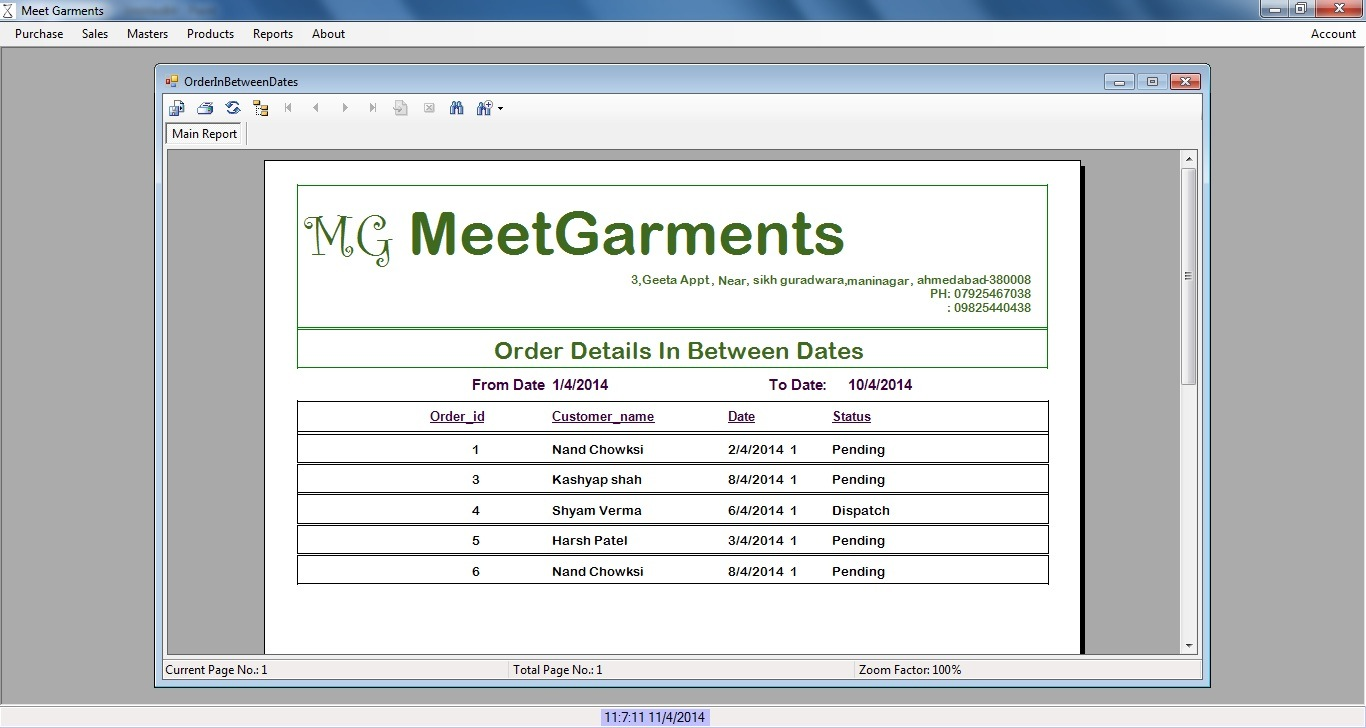 Meet Garments
Purchase Sales Masters Products Reports About Account
OrderInBetweenDates
Main Report
MG MeetGarments
3,Geeta Appt, Near, sikh guradwara,maninagar, ahmedabad-380008
PH: 07925467038
: 09825440438
Order Details In Between Dates
From Date 1/4/2014 To Date: 10/4/2014
Order_id Customer_name Date Status
1 Nand Chowksi 2/4/2014 1 Pending
3 Kashyap shah 8/4/2014 1 Pending
4 Shyam Verma 6/4/2014 1 Dispatch
5 Harsh Patel 3/4/2014 1 Pending
6 Nand Chowksi 8/4/2014 1 Pending
Current Page No.: 1 Total Page No.: 1 Zoom Factor: 100%
11:7:11 11/4/2014